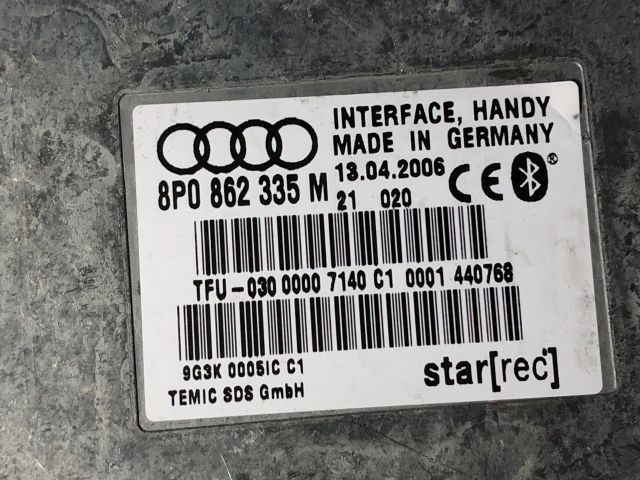 INTERFACE, HANDY
MADE IN GERMANY
8P0 862 335 M
13.04.2006
21 020
CE
TFU-030 0000 7140 C1 0001 440768
9G3K 0005IC C1
TEMIC SDS GmbH
star[rec]